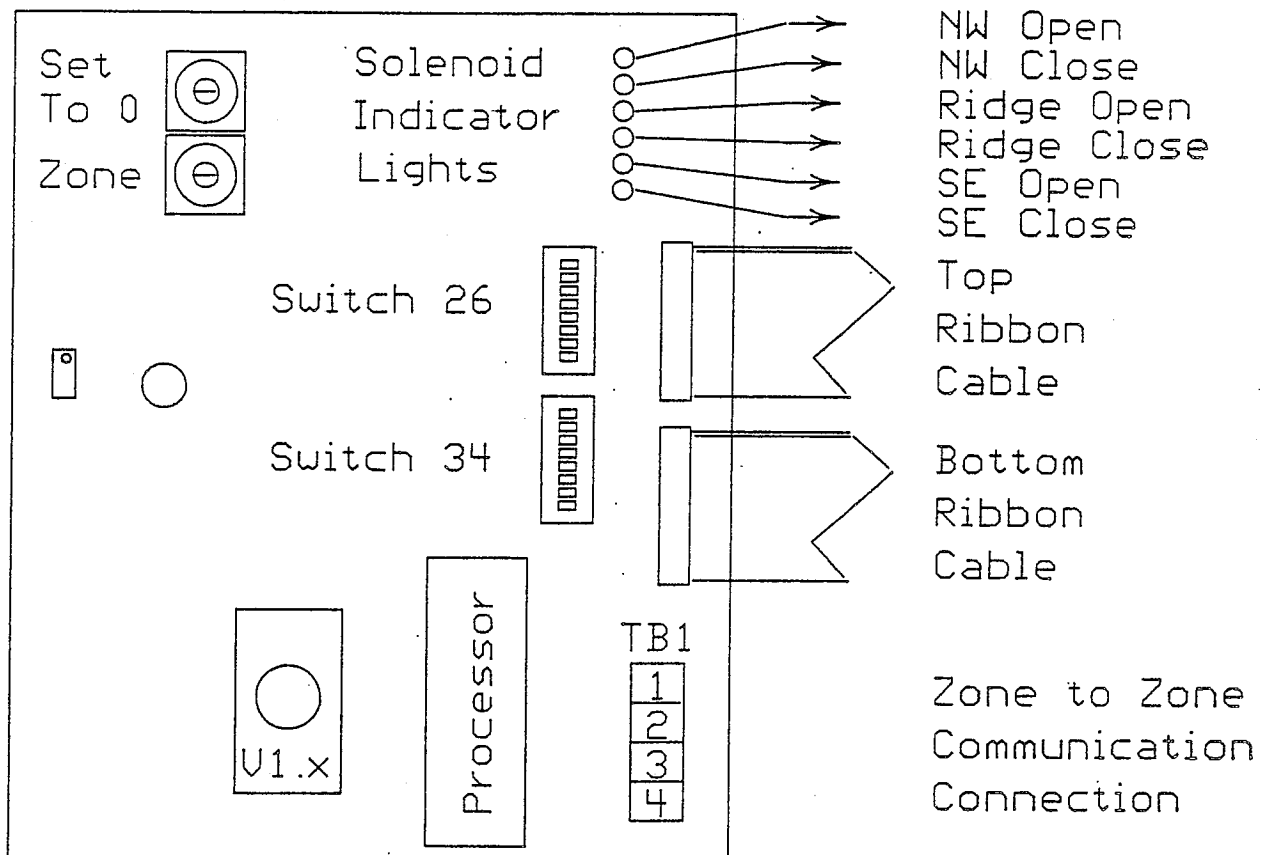 Set
To 0
Zone
Solenoid
Indicator
Lights
NW Open
NW Close
Ridge Open
Ridge Close
SE Open
SE Close
Switch 26
Top
Ribbon
Cable
Switch 34
Bottom
Ribbon
Cable
V1.x
Processor
TB1
1
2
3
4
Zone to Zone
Communication
Connection